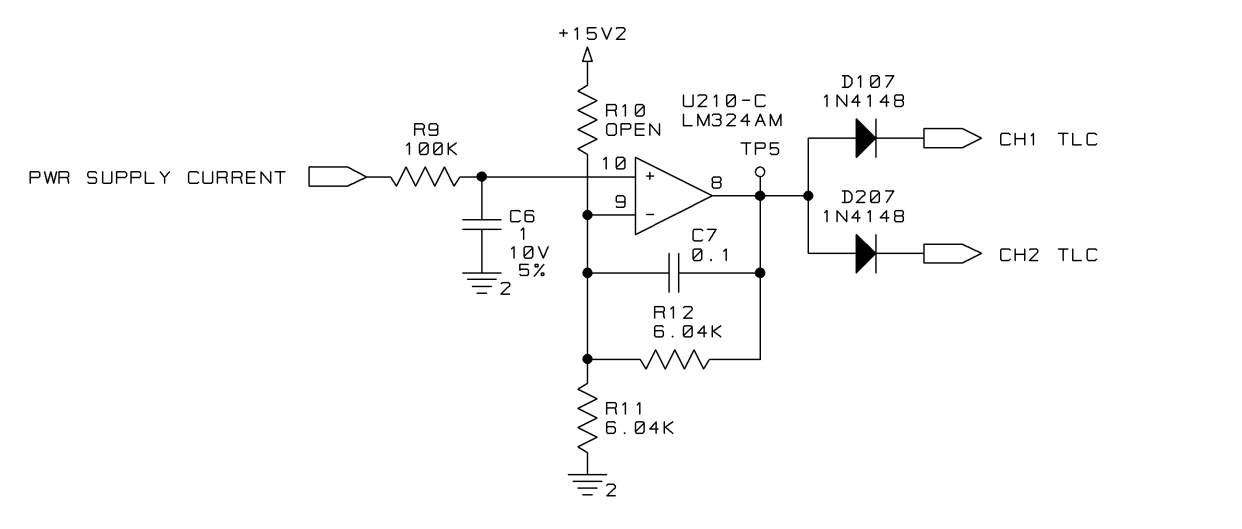 +15V2
D107
1N4148
U210-C
LM324AM
R10
OPEN
R9
100K
CH1 TLC
TP5
10
+
PWR SUPPLY CURRENT
8
D207
1N4148
9
-
C6
1
10V
5%
2
C7
0.1
CH2 TLC
R12
6.04K
R11
6.04K
2